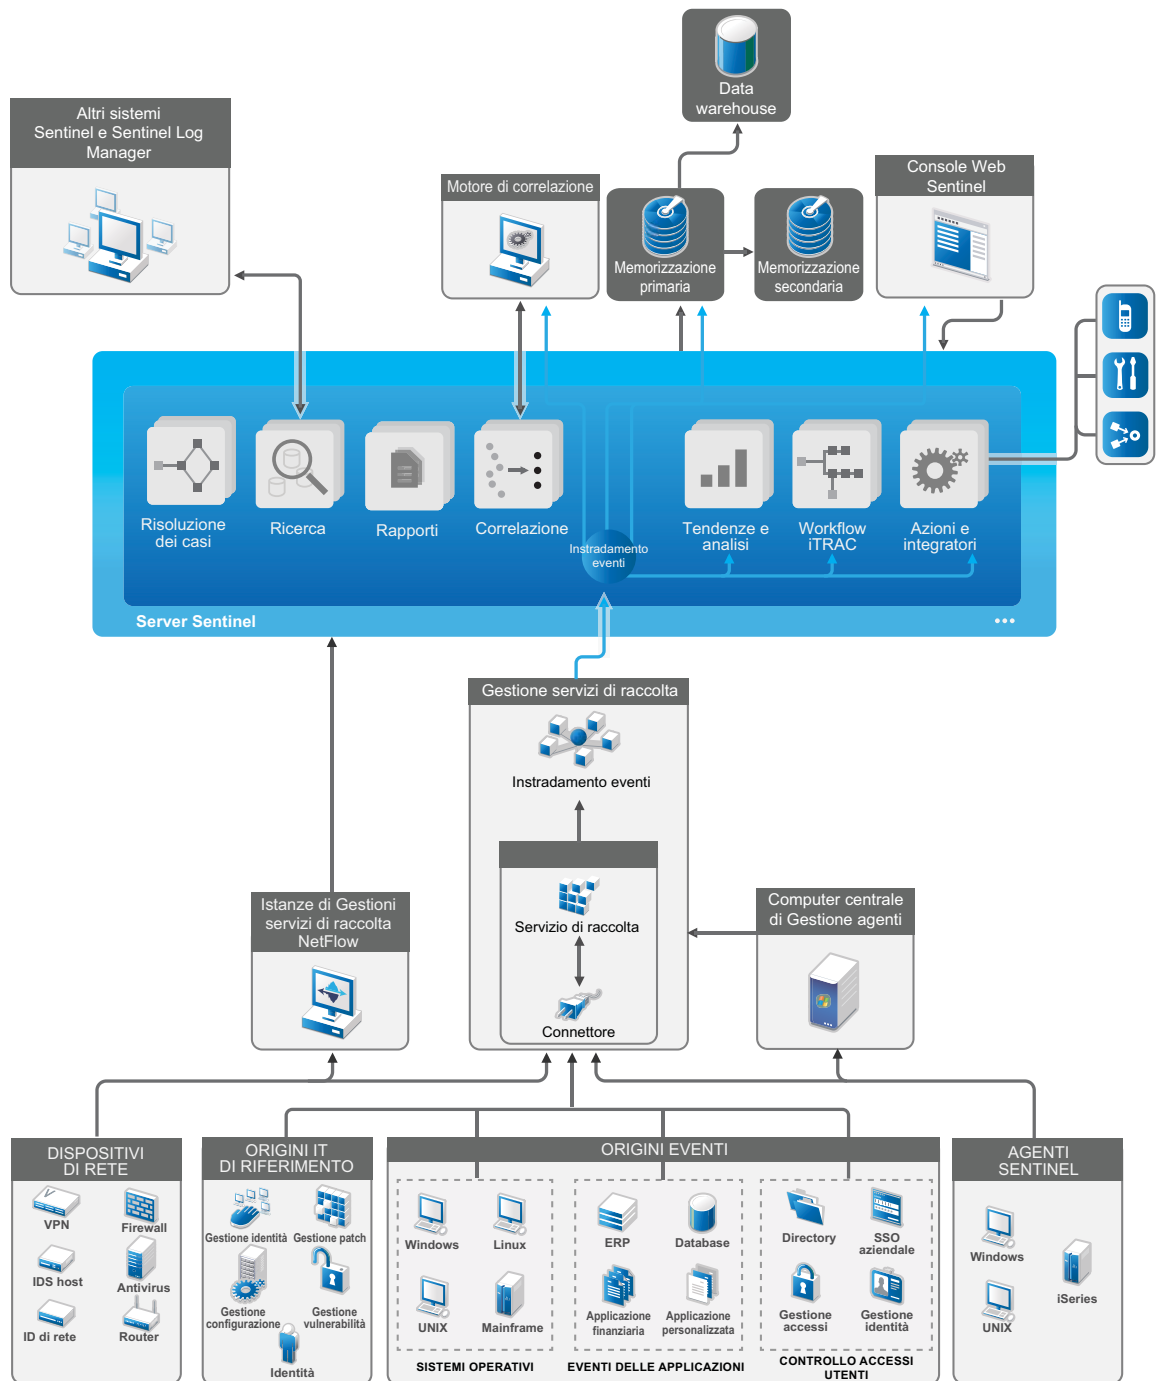 Data
warehouse
Altri sistemi
Sentinel e Sentinel Log
Manager
Motore di correlazione
Memorizzazione
primaria
Memorizzazione
secondaria
Console Web
Sentinel
Risoluzione
dei casi
Ricerca
Rapporti
Correlazione
Instradamento
eventi
Tendenze e
analisi
Workflow
iTRAC
Azioni e
integratori
Server Sentinel
Gestione servizi di raccolta
Instradamento eventi
Servizio di raccolta
Connettore
Istanze di Gestioni
servizi di raccolta
NetFlow
Computer centrale
di Gestione agenti
DISPOSITIVI
DI RETE
VPN
Firewall
IDS host
Antivirus
ID di rete
Router
ORIGINI IT
DI RIFERIMENTO
Gestione identità
Gestione patch
Gestione
configurazione
Gestione
vulnerabilità
Identità
ORIGINI EVENTI
Windows
Linux
UNIX
Mainframe
SISTEMI OPERATIVI
ERP
Database
Applicazione
finanziaria
Applicazione
personalizzata
EVENTI DELLE APPLICAZIONI
Directory
SSO
aziendale
Gestione
accessi
Gestione
identità
CONTROLLO ACCESSI
UTENTI
AGENTI
SENTINEL
Windows
iSeries
UNIX